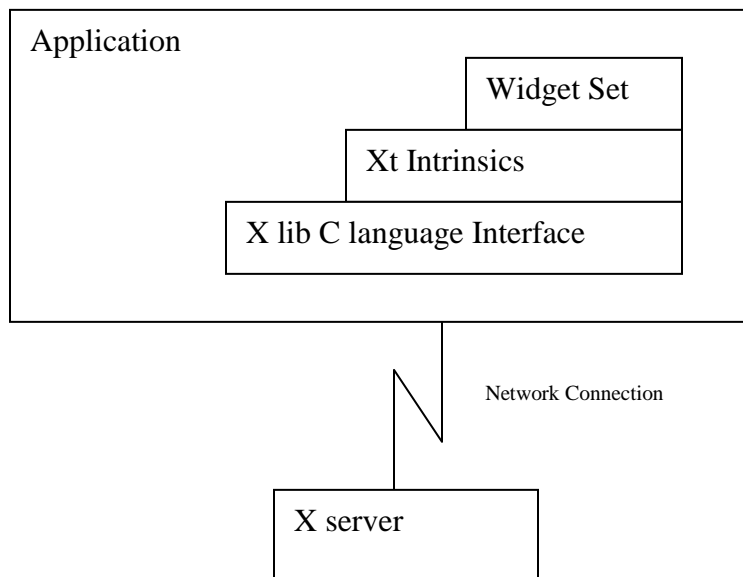 Application
Widget Set
Xt Intrinsics
X lib C language Interface
Network Connection
X server